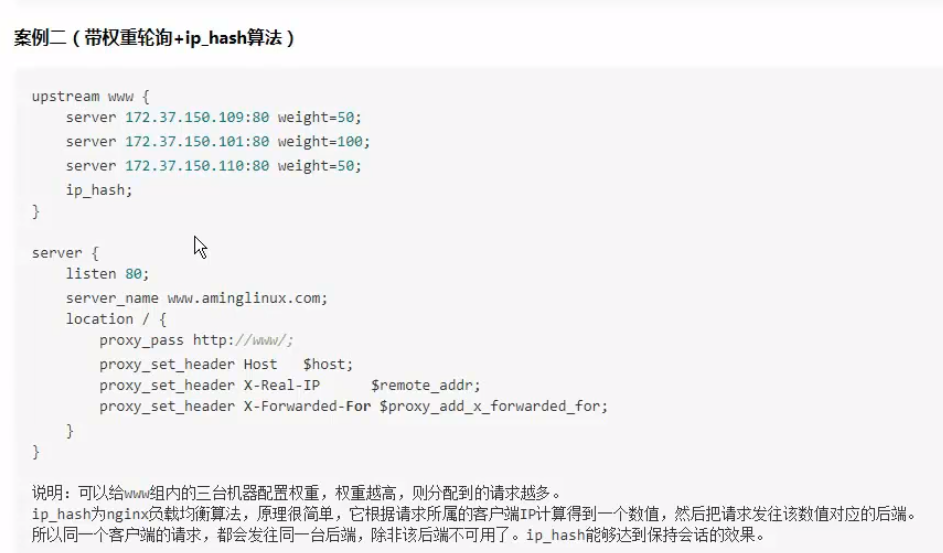 案例二（带权重轮询+ip_hash算法）
upstream www {
server 172.37.150.109:80 weight=50;
server 172.37.150.101:80 weight=100;
server 172.37.150.110:80 weight=50;
ip_hash;
}
server {
listen 80;
server_name www.aminglinux.com;
location / {
proxy_pass http://www/;
proxy_set_header Host $host;
proxy_set_header X-Real-IP $remote_addr;
proxy_set_header X-Forwarded-For $proxy_add_x_forwarded_for;
}
}
说明：可以给www组内的三台机器配置权重，权重越高，则分配到的请求越多。
ip_hash为nginx负载均衡算法，原理很简单，它根据请求所属的客户端IP计算得到一个数值，然后把请求发往该数值对应的后端。
所以同一个客户端的请求，都会发往同一台后端，除非该后端不可用了。ip_hash能够达到保持会话的效果。